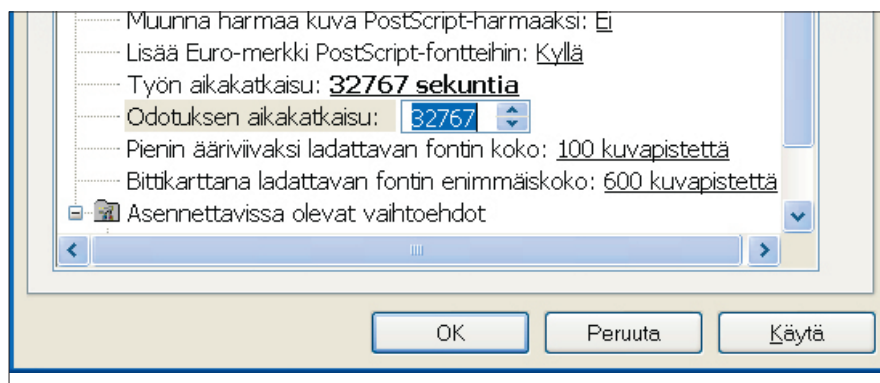 Muunna harmaa kuva PostScript-harmaaksi: Ei
Lisää Euro-merkki PostScript-fontteihin: Kyllä
Työn aikakatkaisu: 32767 sekuntia
Odotuksen aikakatkaisu: 32767
Pienin ääriviivaksi ladattavan fontin koko: 100 kuvapistettä
Bittikarttana ladattavan fontin enimmäiskoko: 600 kuvapistettä
Asennettavissa olevat vaihtoehdot
OK Peruuta Käytä